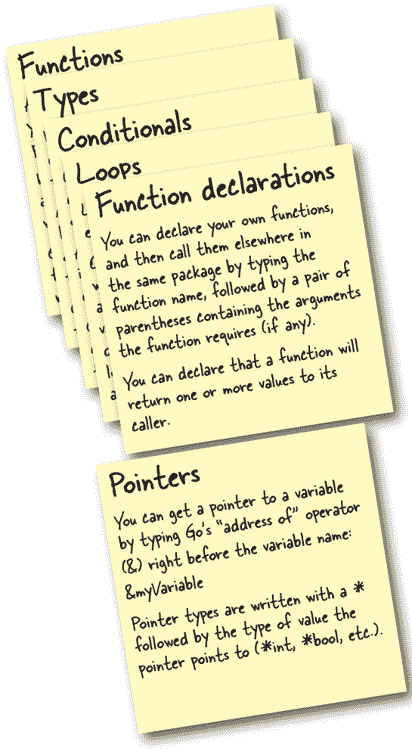 Functions
Types
Conditionals
Loops
Function declarations
You can declare your own functions,
and then call them elsewhere in
the same package by typing the
function name, followed by a pair of
parentheses containing the arguments
the function requires (if any).
You can declare that a function will
return one or more values to its
caller.
Pointers
You can get a pointer to a variable
by typing Go's “address of” operator
(&) right before the variable name:
&myVariable
Pointer types are written with a *
followed by the type of value the
pointer points to (*int, *bool, etc.).